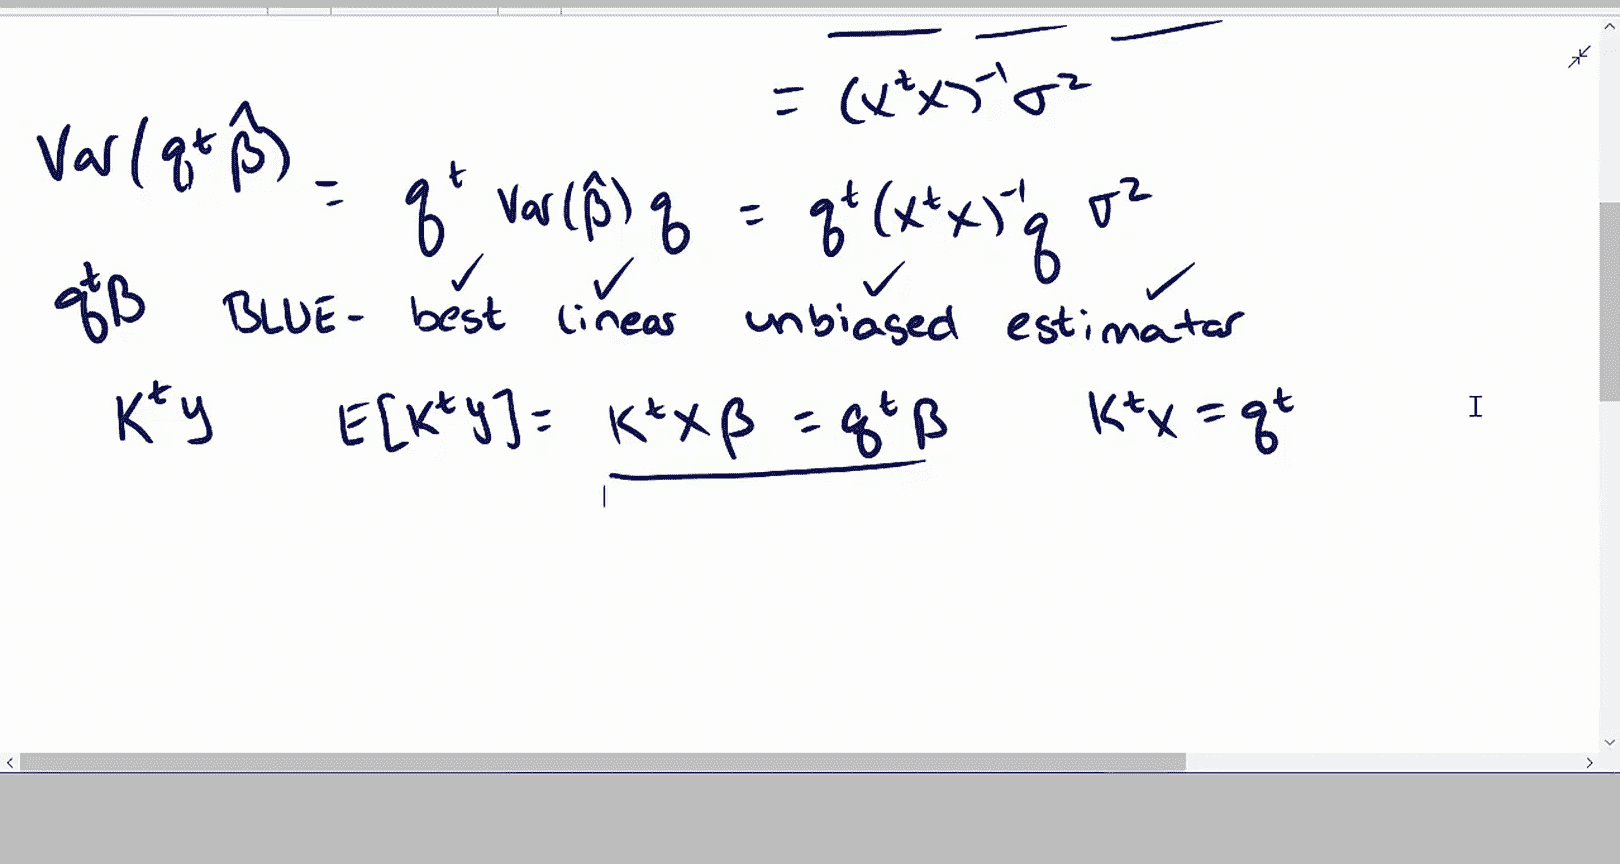 = (x^t x)^-1 σ^2
Var(q^t β̂) = q^t Var(β̂) q = q^t (x^t x)^-1 q σ^2
q^t β BLUE - best linear unbiased estimator
K^t y E[K^t y] = K^t x β = q^t β K^t x = q^t